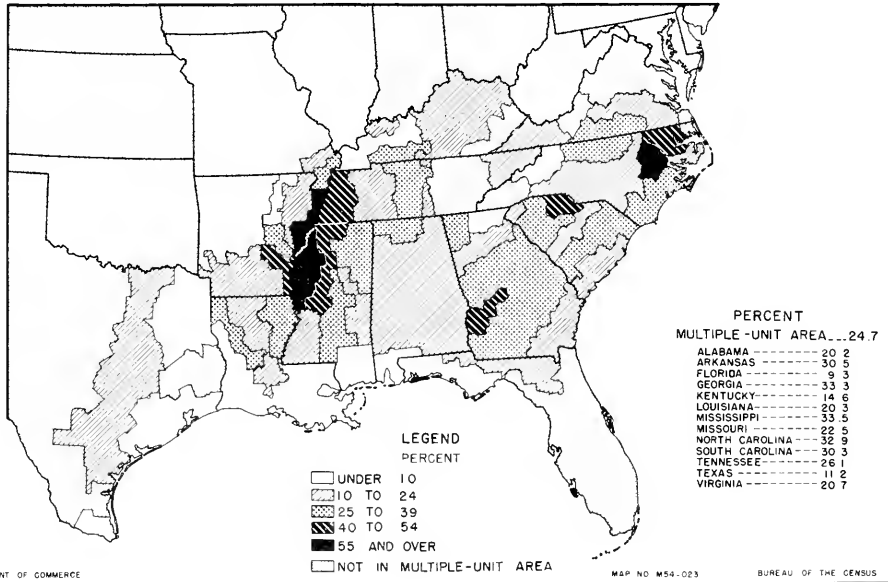 PERCENT
MULTIPLE-UNIT AREA___24.7
ALABAMA ---------- 20 2
ARKANSAS --------- 30 5
FLORIDA ---------- 9 3
GEORGIA ---------- 33 3
KENTUCKY --------- 14 6
LOUISIANA -------- 20 3
MISSISSIPPI ------ 33.5
MISSOURI --------- 22 5
NORTH CAROLINA --- 32 9
SOUTH CAROLINA --- 30 3
TENNESSEE -------- 26 1
TEXAS ------------ 11 2
VIRGINIA --------- 20 7
LEGEND
PERCENT
UNDER 10
10 TO 24
25 TO 39
40 TO 54
55 AND OVER
NOT IN MULTIPLE-UNIT AREA
NT OF COMMERCE
MAP NO M54-023
BUREAU OF THE CENSUS